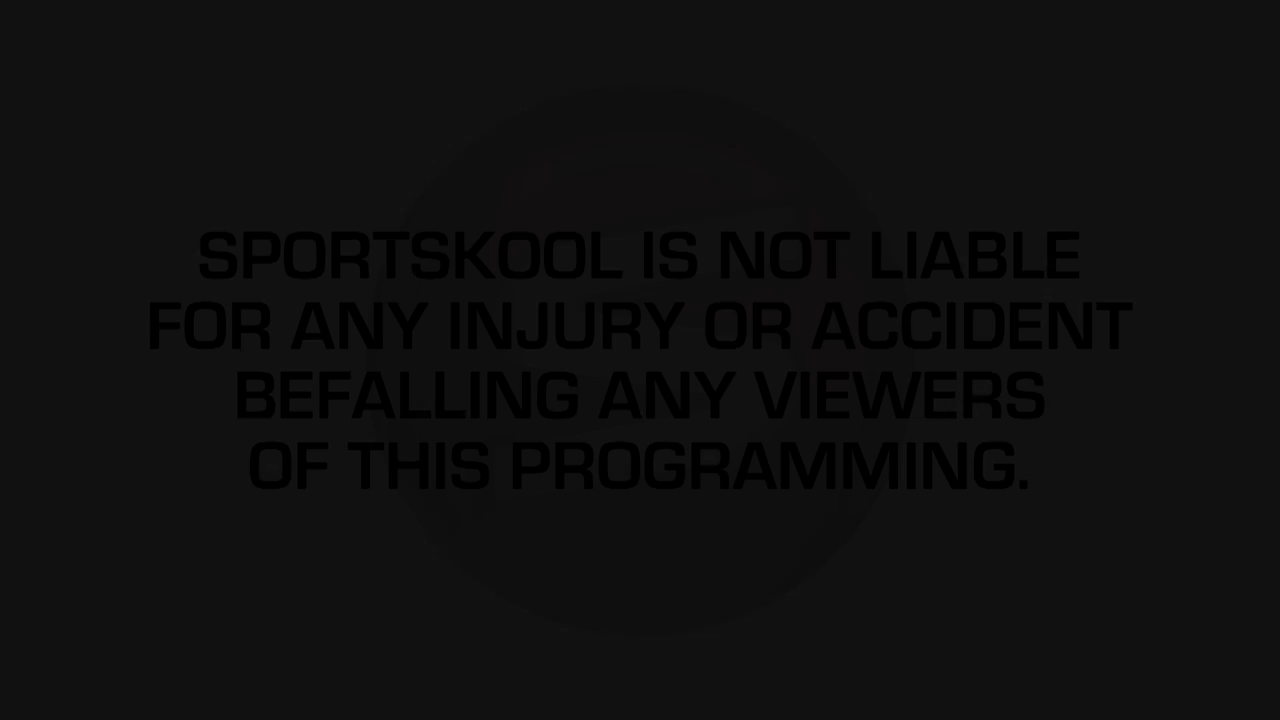 SPORTSKOOL IS NOT LIABLE
FOR ANY INJURY OR ACCIDENT
BEFALLING ANY VIEWERS
OF THIS PROGRAMMING.